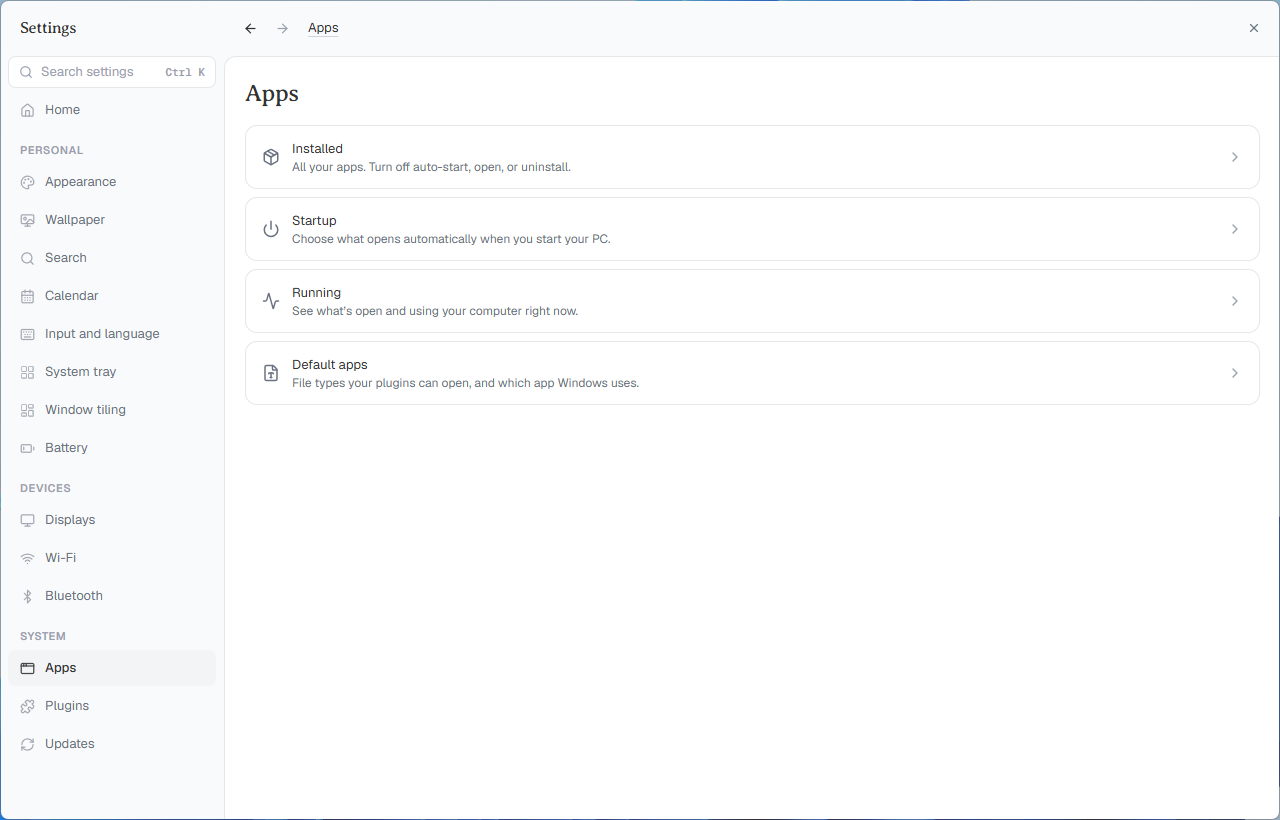 Settings
Apps
Search settings
Ctrl K
Home
PERSONAL
Appearance
Wallpaper
Search
Calendar
Input and language
System tray
Window tiling
Battery
DEVICES
Displays
Wi-Fi
Bluetooth
SYSTEM
Apps
Plugins
Updates
Apps
Installed
All your apps. Turn off auto-start, open, or uninstall.
Startup
Choose what opens automatically when you start your PC.
Running
See what's open and using your computer right now.
Default apps
File types your plugins can open, and which app Windows uses.